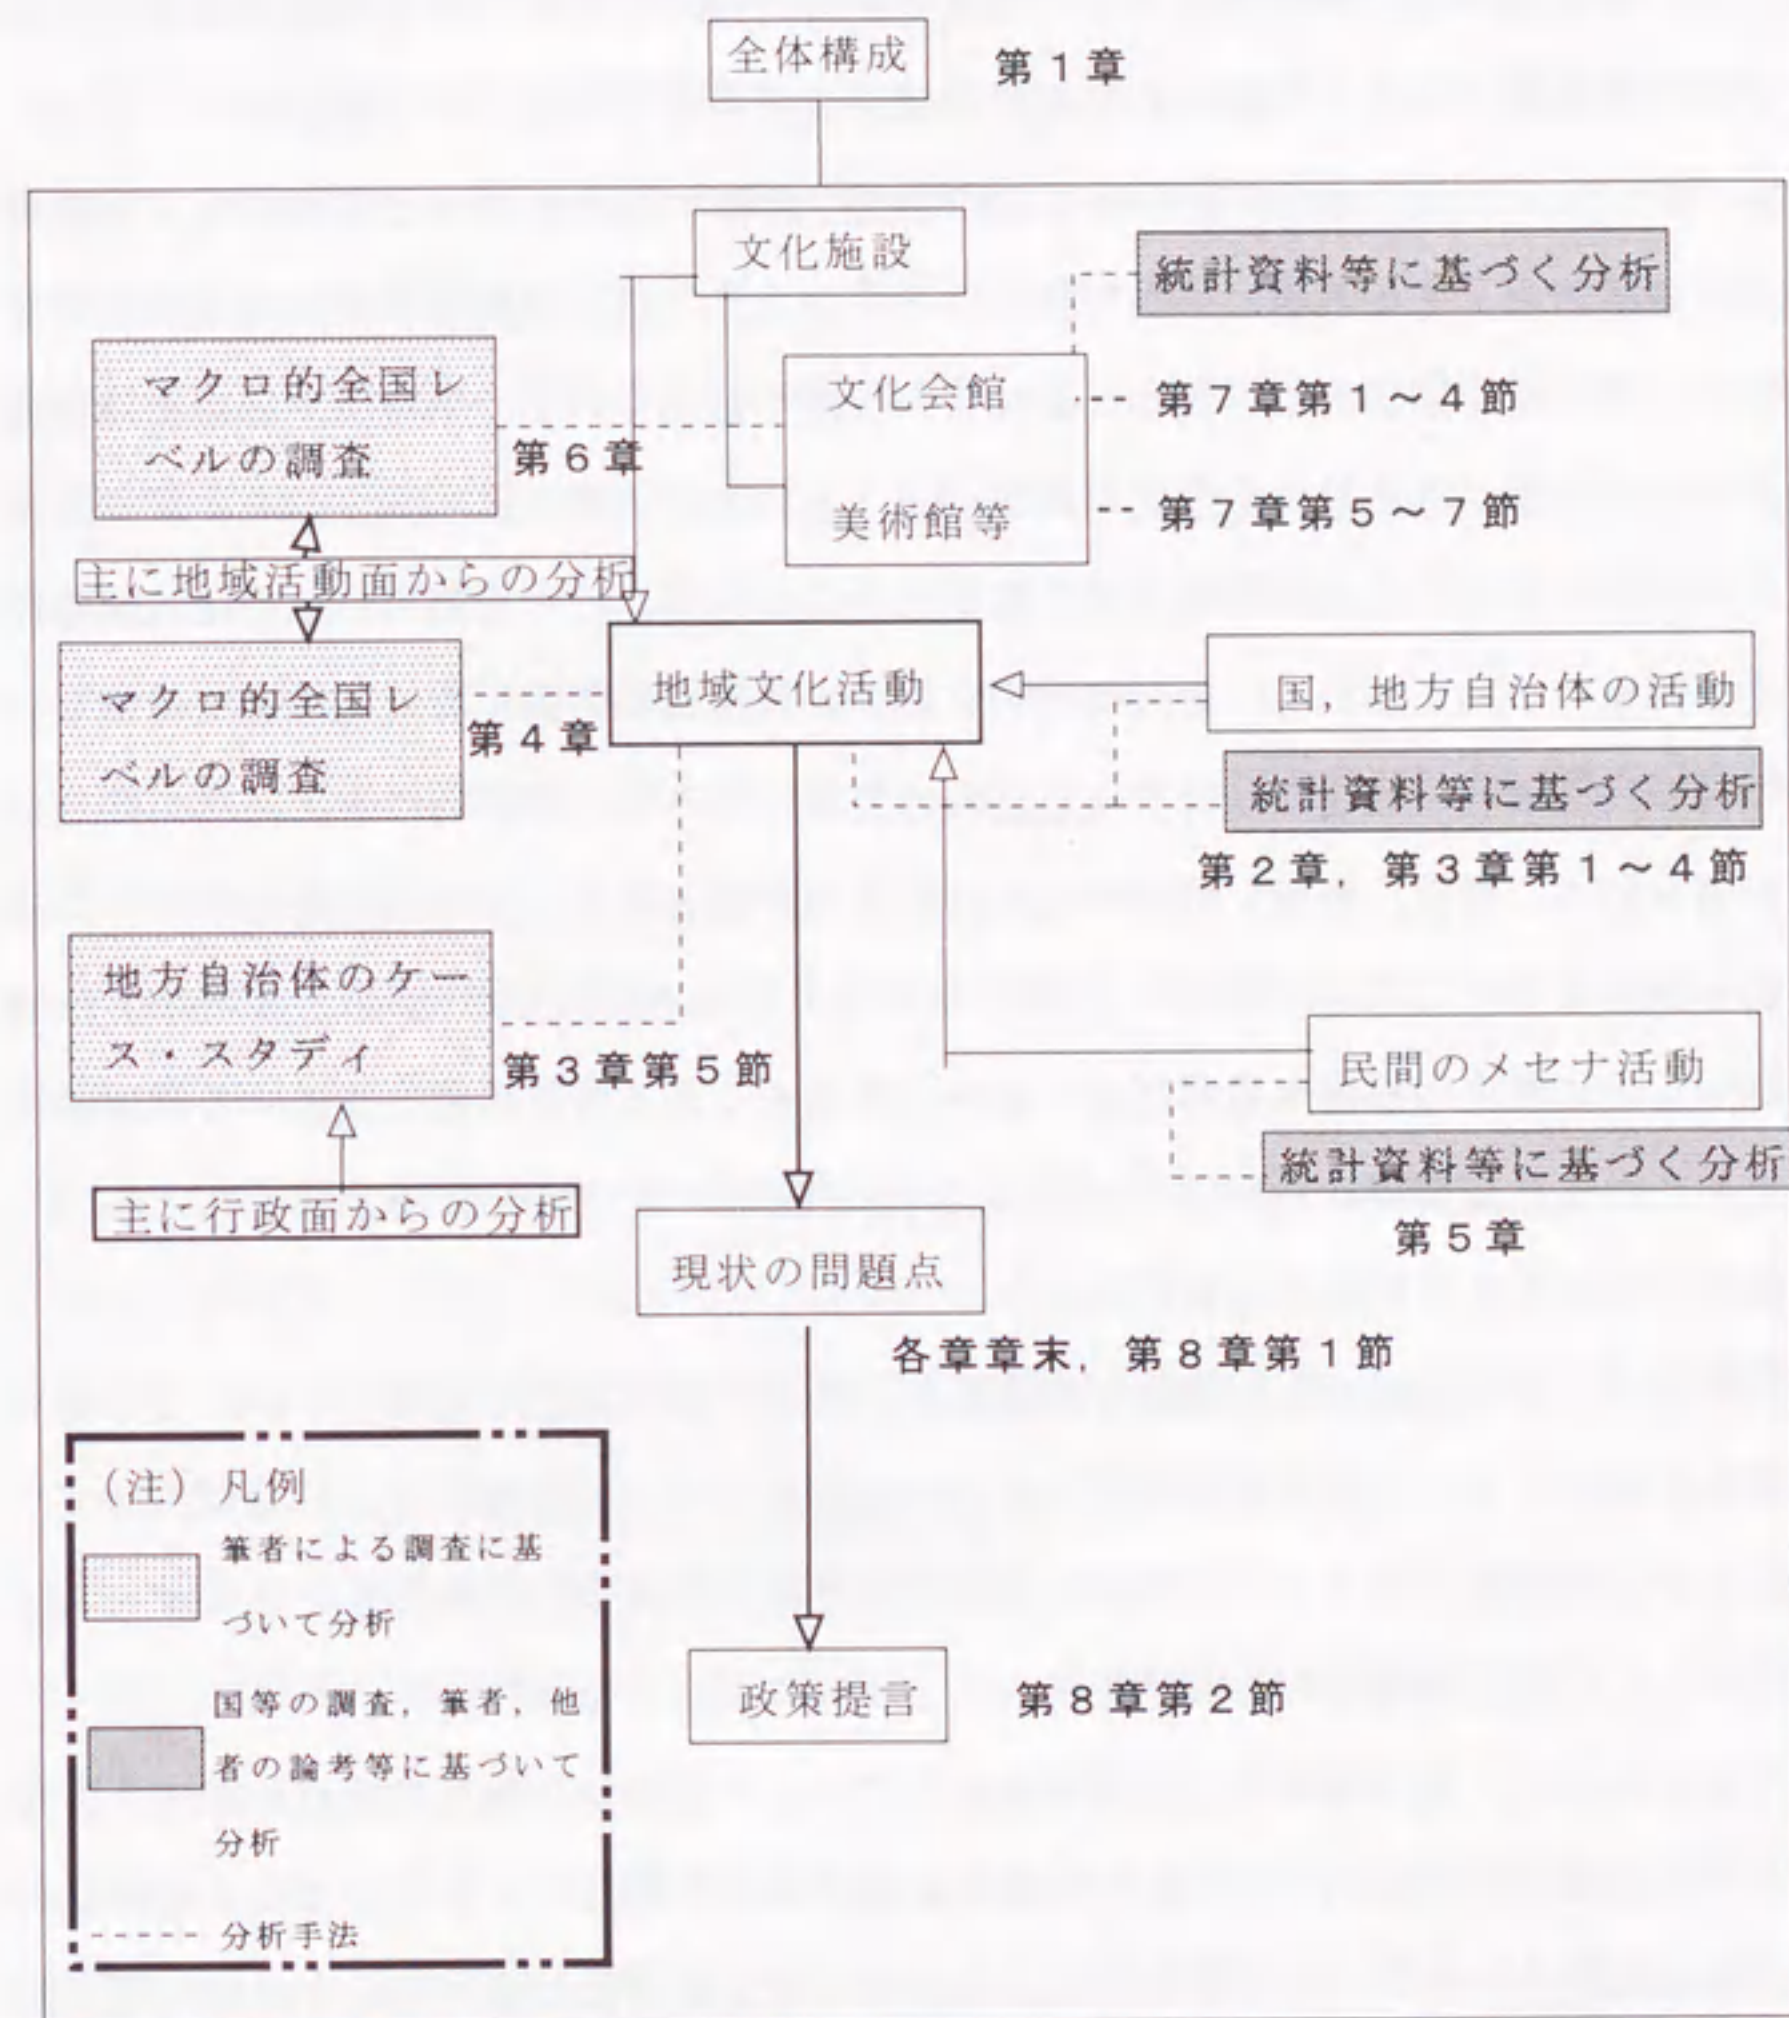 全体構成
第1章
文化施設
統計資料等に基づく分析
マクロ的全国レ
ベルの調査
第6章
文化会館
第7章第1～4節
美術館等
第7章第5～7節
主に地域活動面からの分析
マクロ的全国レ
ベルの調査
第4章
地域文化活動
国，地方自治体の活動
統計資料等に基づく分析
第2章，第3章第1～4節
地方自治体のケー
ス・スタディ
第3章第5節
民間のメセナ活動
統計資料等に基づく分析
第5章
主に行政面からの分析
現状の問題点
各章章末，第8章第1節
政策提言
第8章第2節
（注）凡例
筆者による調査に基
づいて分析
国等の調査，筆者，他
者の論考等に基づいて
分析
分析手法